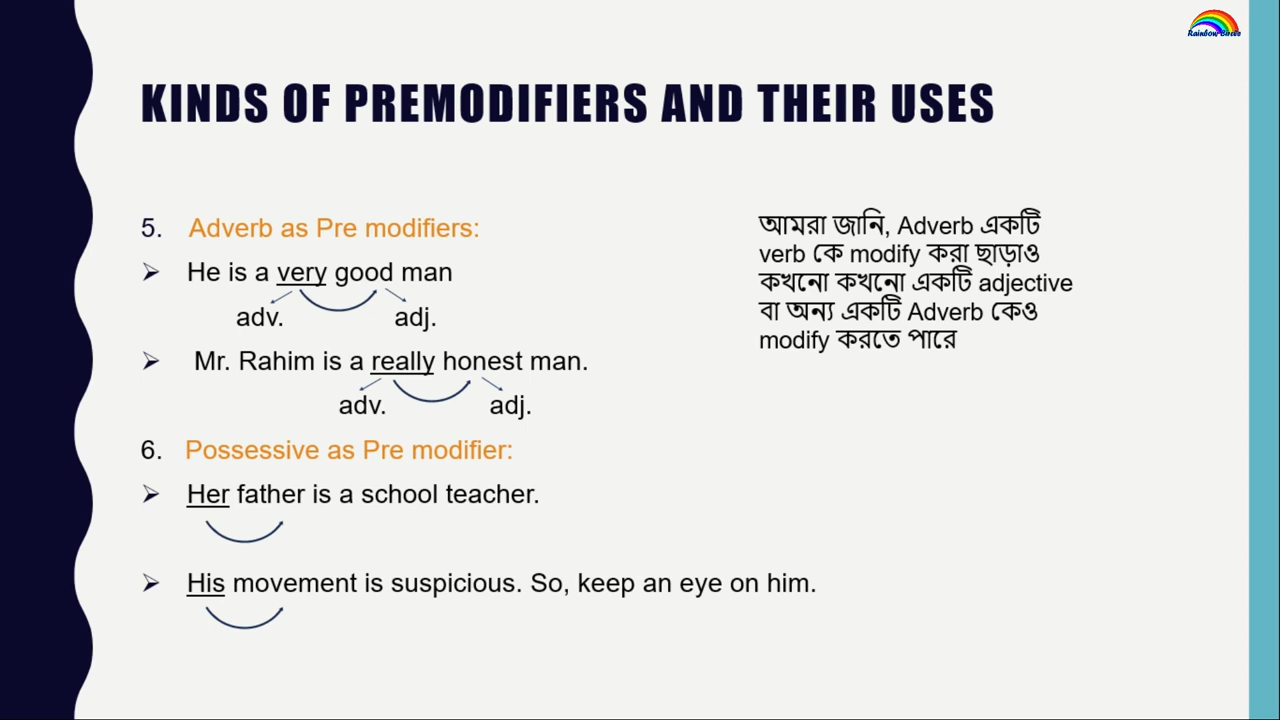 Rainbow Bites
KINDS OF PREMODIFIERS AND THEIR USES
5. Adverb as Pre modifiers:
He is a very good man
adv. adj.
Mr. Rahim is a really honest man.
adv. adj.
6. Possessive as Pre modifier:
Her father is a school teacher.
His movement is suspicious. So, keep an eye on him.
আমরা জানি, Adverb একটি
verb কে modify করা ছাড়াও
কখনো কখনো একটি adjective
বা অন্য একটি Adverb কেও
modify করতে পারে